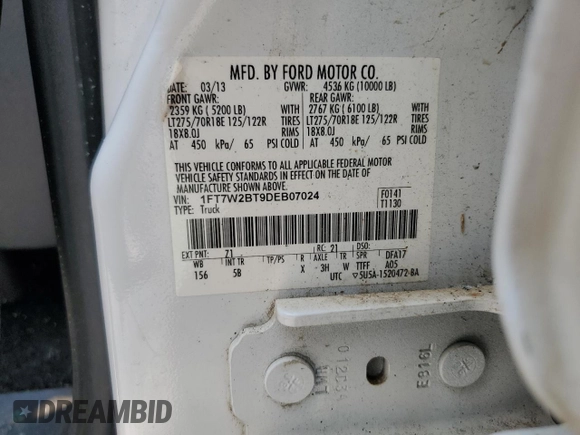 MFD. BY FORD MOTOR CO.
DATE: 03/13 GVWR: 4536 KG (10000 LB)
FRONT GAWR: REAR GAWR:
2359 KG ( 5200 LB) WITH 2767 KG ( 6100 LB) WITH
LT275/70R18E 125/122R TIRES LT275/70R18E 125/122R TIRES
18X8.0J RIMS 18X8.0J RIMS
AT 450 kPa/ 65 PSI COLD AT 450 kPa/ 65 PSI COLD
THIS VEHICLE CONFORMS TO ALL APPLICABLE FEDERAL MOTOR
VEHICLE SAFETY STANDARDS IN EFFECT ON THE DATE OF
MANUFACTURE SHOWN ABOVE.
VIN: 1FT7W2BT9DEB07024 F0141
TYPE: Truck T1130
EXT PNT: Z1 RC: 21 DSO:
WB INT TR TP/PS R AXLE TR SPR DFA17
156 5B X 3H W TTFF A05
UTC 5U5A-1520472-BA
012034
UKT
E816L
DREAMBID